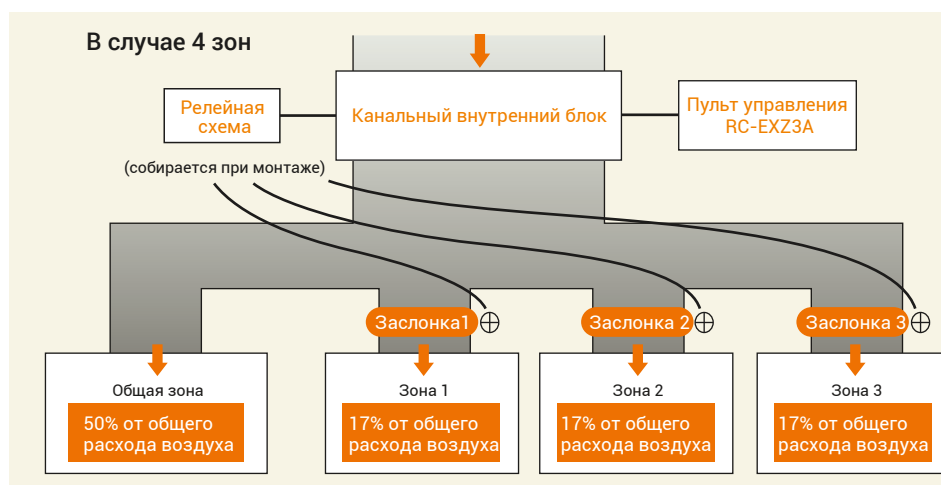 В случае 4 зон
Релейная
схема
Канальный внутренний блок
Пульт управления
RC-EXZ3A
(собирается при монтаже)
Заслонка1
Заслонка 2
Заслонка 3
Общая зона
50% от общего
расхода воздуха
Зона 1
17% от общего
расхода воздуха
Зона 2
17% от общего
расхода воздуха
Зона 3
17% от общего
расхода воздуха